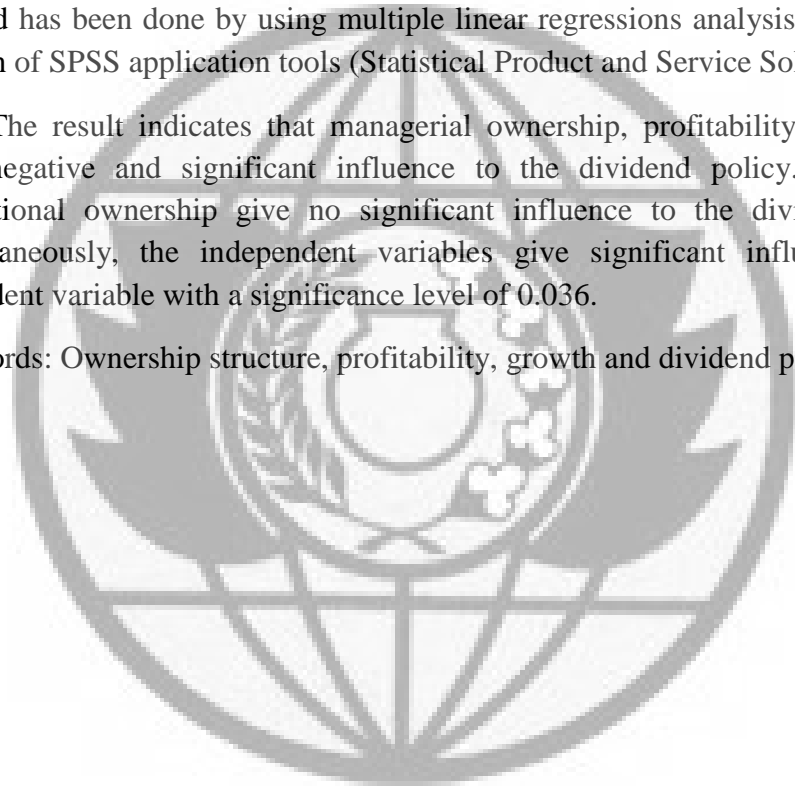 d has been done by using multiple linear regressions analysis
n of SPSS application tools (Statistical Product and Service Sol
The result indicates that managerial ownership, profitability
negative and significant influence to the dividend policy.
tional ownership give no significant influence to the divi
aneously, the independent variables give significant influ
dent variable with a significance level of 0.036.
ords: Ownership structure, profitability, growth and dividend p